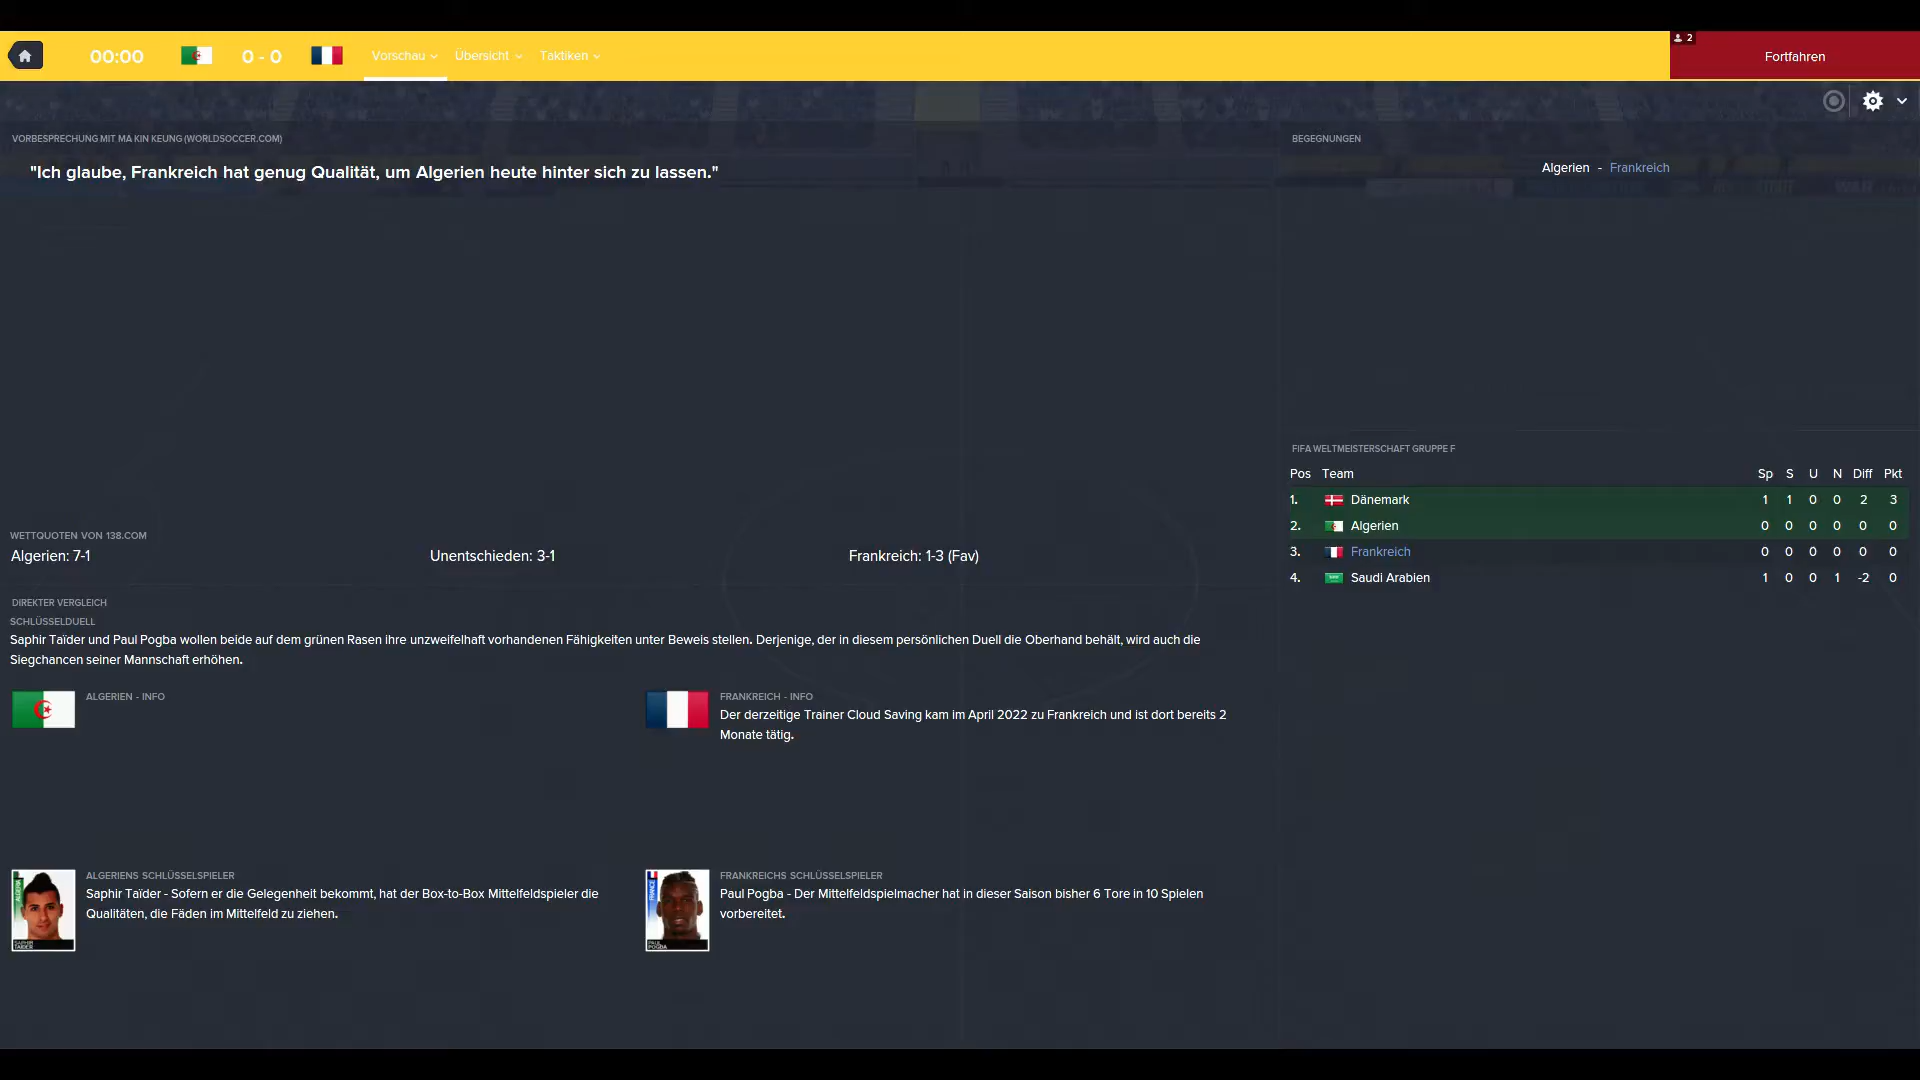 00:00
0 - 0
Vorschau
Übersicht
Taktiken
2
Fortfahren
VORBESPRECHUNG MIT MA KIN KEUNG (WORLDSOCCER.COM)
"Ich glaube, Frankreich hat genug Qualität, um Algerien heute hinter sich zu lassen."
BEGEGNUNGEN
Algerien - Frankreich
FIFA WELTMEISTERSCHAFT GRUPPE F
Pos Team Sp S U N Diff Pkt
1. Dänemark 1 1 0 0 2 3
2. Algerien 0 0 0 0 0 0
3. Frankreich 0 0 0 0 0 0
4. Saudi Arabien 1 0 0 1 -2 0
WETTQUOTEN VON 138.COM
Algerien: 7-1
Unentschieden: 3-1
Frankreich: 1-3 (Fav)
DIREKTER VERGLEICH
SCHLÜSSELDUELL
Saphir Taïder und Paul Pogba wollen beide auf dem grünen Rasen ihre unzweifelhaft vorhandenen Fähigkeiten unter Beweis stellen. Derjenige, der in diesem persönlichen Duell die Oberhand behält, wird auch die
Siegchancen seiner Mannschaft erhöhen.
ALGERIEN - INFO
FRANKREICH - INFO
Der derzeitige Trainer Cloud Saving kam im April 2022 zu Frankreich und ist dort bereits 2
Monate tätig.
ALGERIENS SCHLÜSSELSPIELER
Saphir Taïder - Sofern er die Gelegenheit bekommt, hat der Box-to-Box Mittelfeldspieler die
Qualitäten, die Fäden im Mittelfeld zu ziehen.
ALGERIA
SAPHIR
TAÏDER
FRANKREICHS SCHLÜSSELSPIELER
Paul Pogba - Der Mittelfeldspielmacher hat in dieser Saison bisher 6 Tore in 10 Spielen
vorbereitet.
FRANCE
PAUL
POGBA